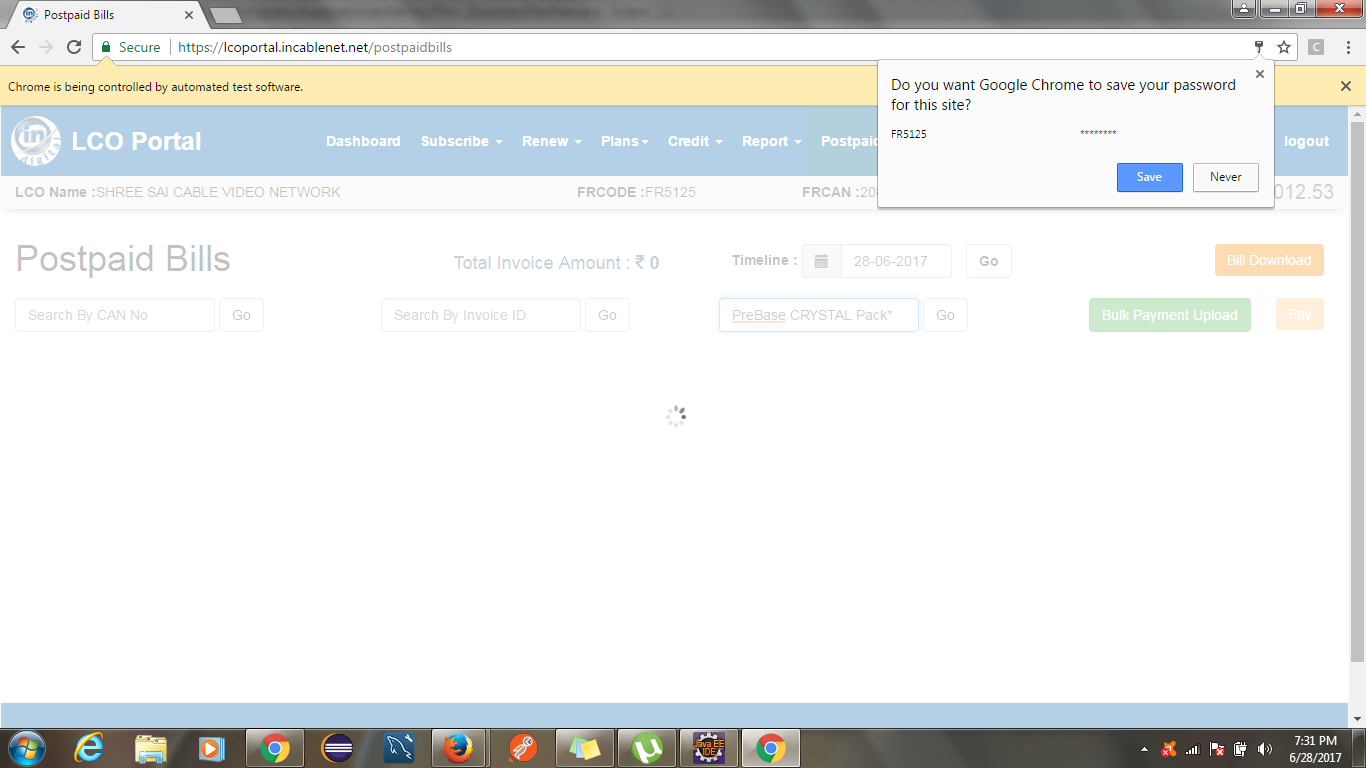 Postpaid Bills
Secure https://lcoportal.incablenet.net/postpaidbills
C
Chrome is being controlled by automated test software.
Do you want Google Chrome to save your password
for this site?
FR5125 ********
Save Never
in digital LCO Portal Dashboard Subscribe Renew Plans Credit Report Postpaid logout
LCO Name :SHREE SAI CABLE VIDEO NETWORK FRCODE :FR5125 FRCAN :20 012.53
Postpaid Bills Total Invoice Amount : ₹ 0 Timeline : 28-06-2017 Go Bill Download
Search By CAN No Go Search By Invoice ID Go PreBase CRYSTAL Pack* Go Bulk Payment Upload Pay
Java EE
IDE
7:31 PM
6/28/2017